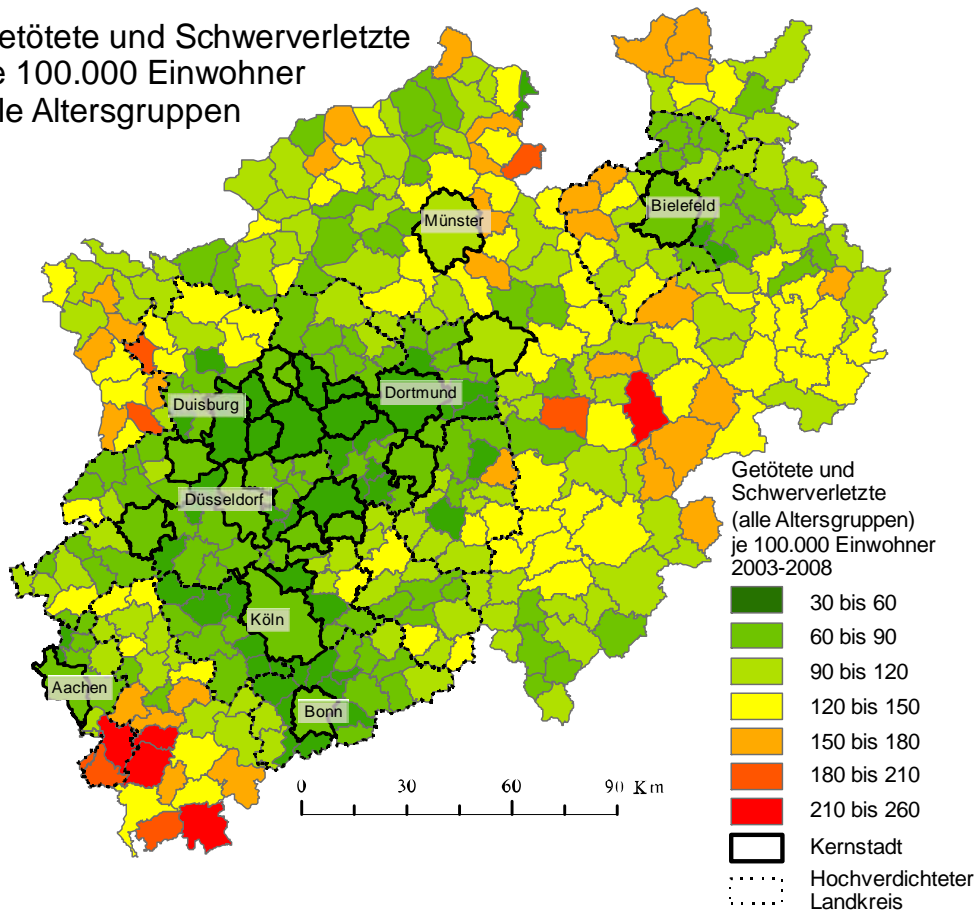 etötete und Schwerverletzte
e 100.000 Einwohner
lle Altersgruppen
Münster
Bielefeld
Duisburg
Dortmund
Düsseldorf
Köln
Aachen
Bonn
0 30 60 90 Km
Getötete und
Schwerverletzte
(alle Altersgruppen)
je 100.000 Einwohner
2003-2008
30 bis 60
60 bis 90
90 bis 120
120 bis 150
150 bis 180
180 bis 210
210 bis 260
Kernstadt
Hochverdichteter
Landkreis